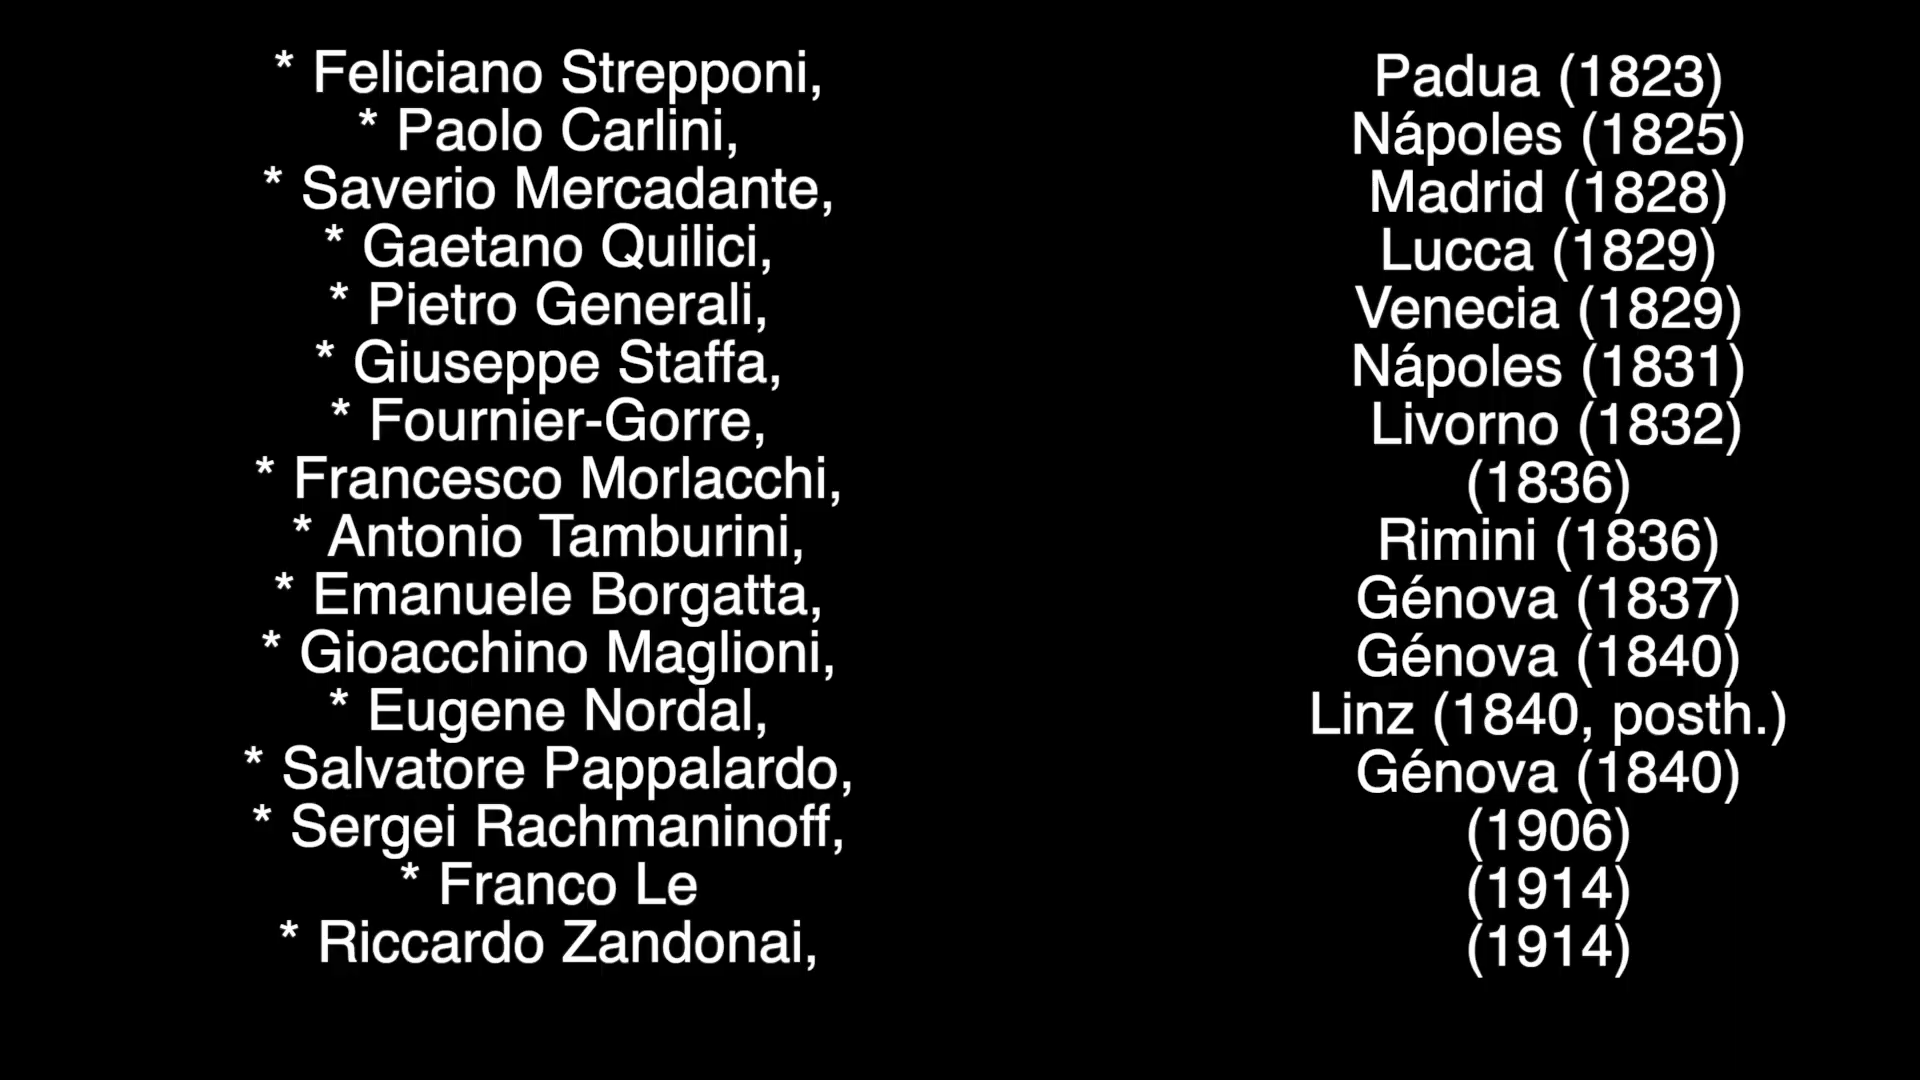 * Feliciano Strepponi, Padua (1823)
* Paolo Carlini, Nápoles (1825)
* Saverio Mercadante, Madrid (1828)
* Gaetano Quilici, Lucca (1829)
* Pietro Generali, Venecia (1829)
* Giuseppe Staffa, Nápoles (1831)
* Fournier-Gorre, Livorno (1832)
* Francesco Morlacchi, (1836)
* Antonio Tamburini, Rimini (1836)
* Emanuele Borgatta, Génova (1837)
* Gioacchino Maglioni, Génova (1840)
* Eugene Nordal, Linz (1840, posth.)
* Salvatore Pappalardo, Génova (1840)
* Sergei Rachmaninoff, (1906)
* Franco Le (1914)
* Riccardo Zandonai, (1914)